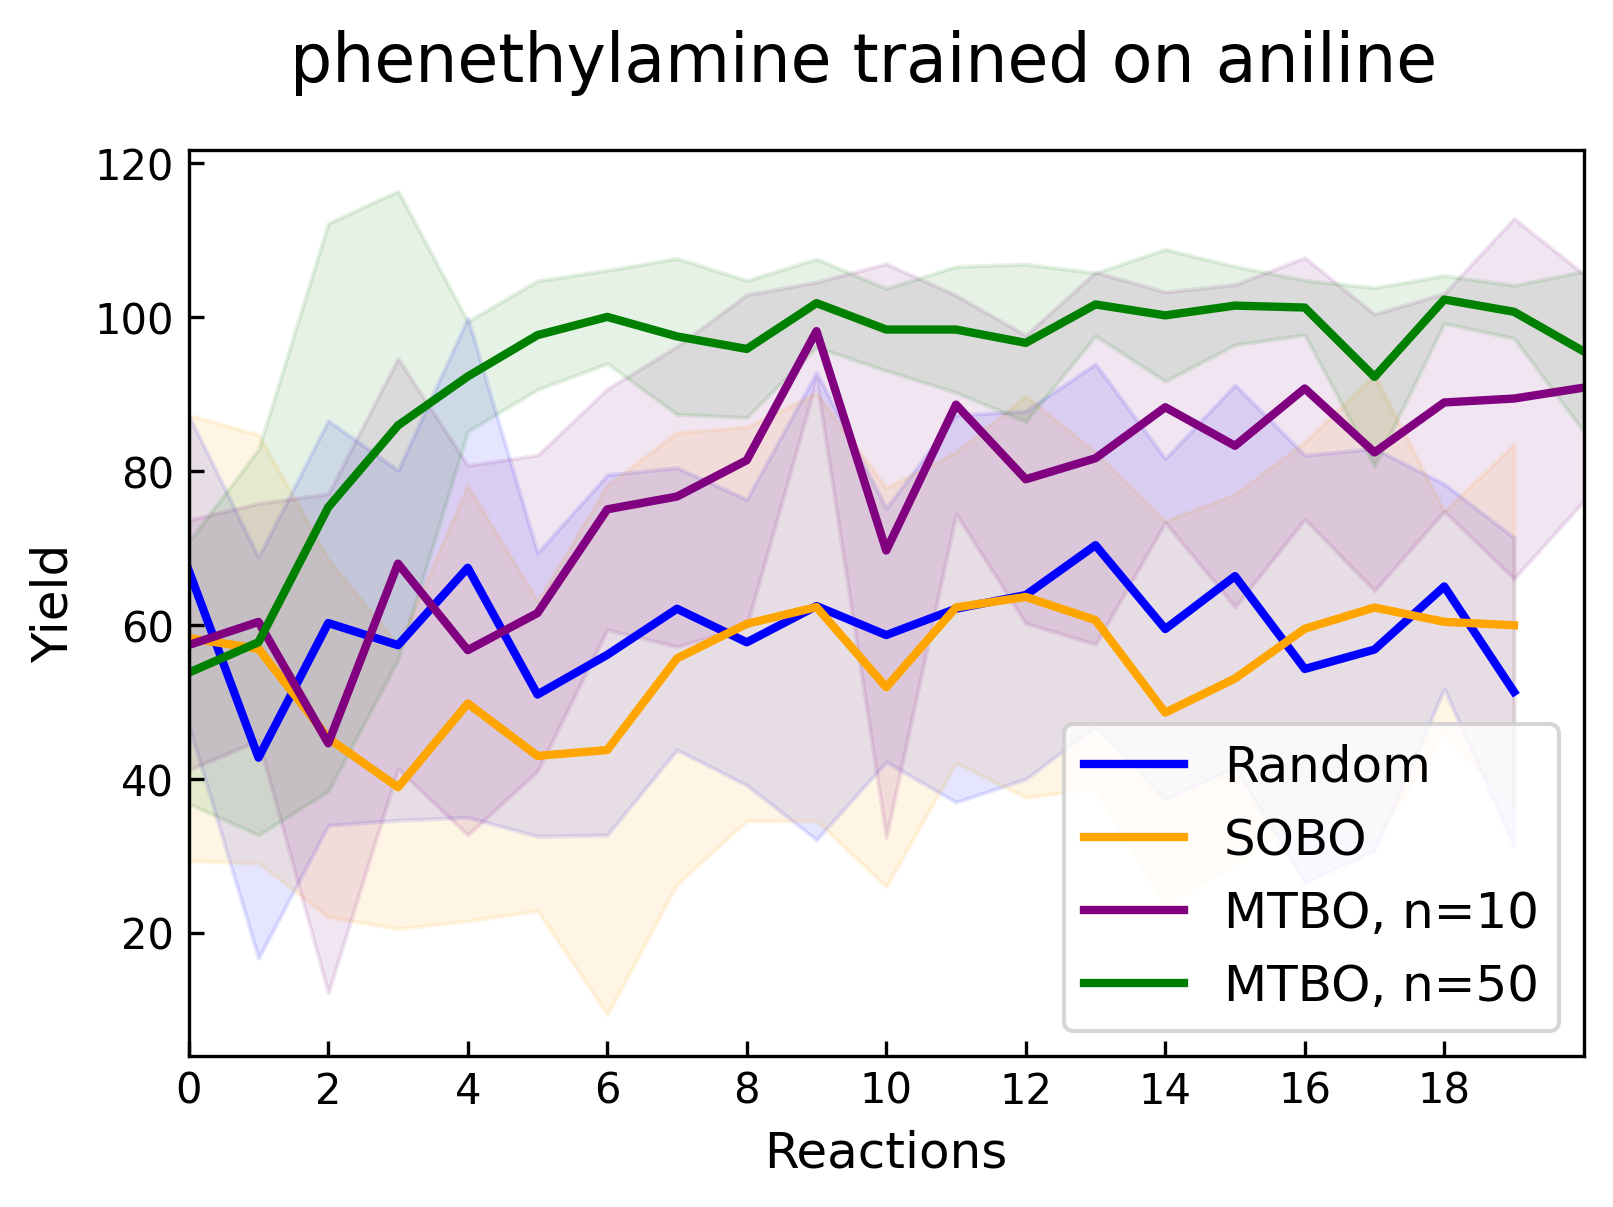 phenethylamine trained on aniline
120
100
80
60
40
20
Yield
0 2 4 6 8 10 12 14 16 18
Reactions
Random
SOBO
MTBO, n=10
MTBO, n=50